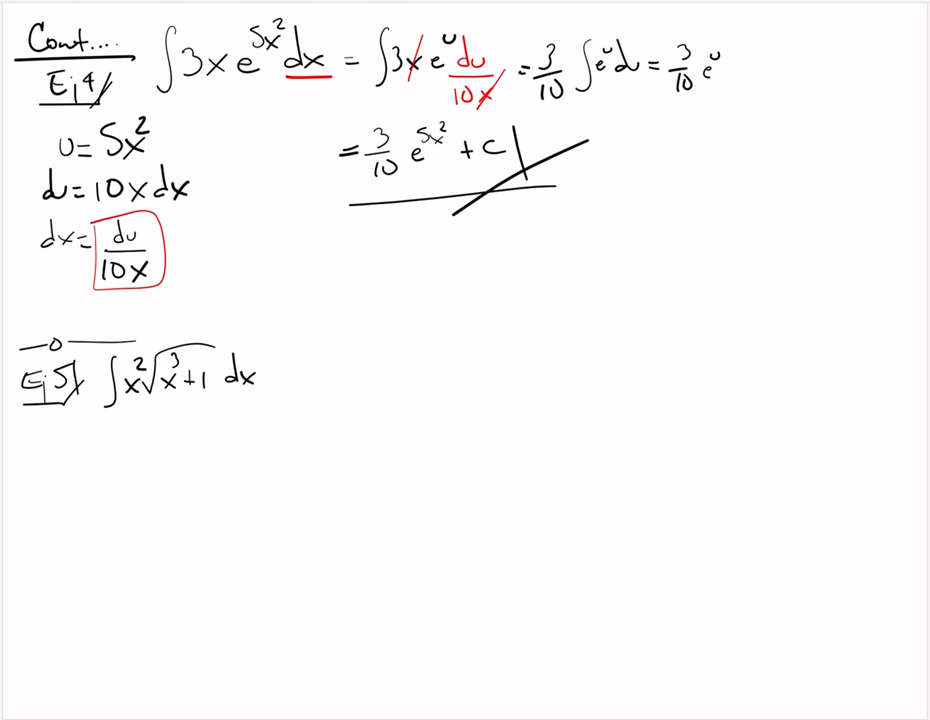 Cont....
Ej 4/ ∫3x e^{5x²} dx = ∫3x e^u du/10x = 3/10 ∫e^u du = 3/10 e^u
u = 5x²
= 3/10 e^{5x²} + c
du = 10x dx
dx = du/10x
—o—
Ej 5/ ∫x² √(x³+1) dx